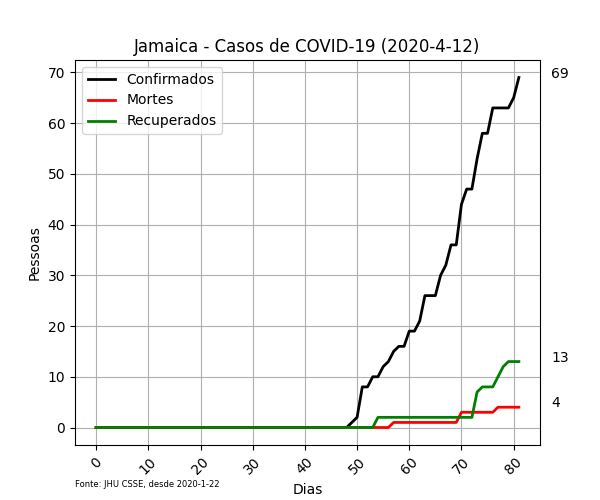 Jamaica - Casos de COVID-19 (2020-4-12)
Confirmados
Mortes
Recuperados
Pessoas
70
60
50
40
30
20
10
0
69
13
4
0 10 20 30 40 50 60 70 80
Dias
Fonte: JHU CSSE, desde 2020-1-22